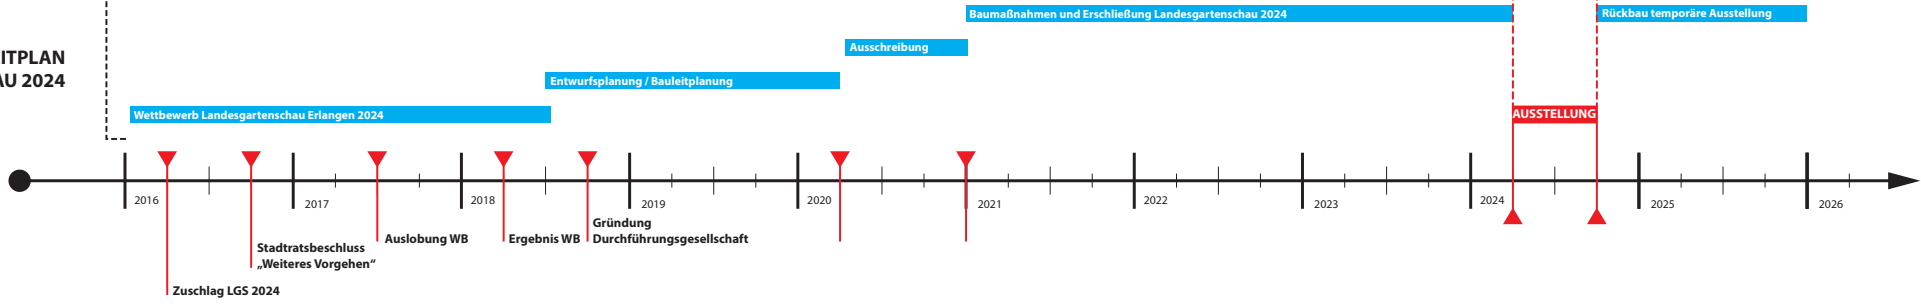 Baumaßnahmen und Erschließung Landesgartenschau 2024
Rückbau temporäre Ausstellung
Ausschreibung
ITPLAN
AU 2024
Entwurfsplanung / Bauleitplanung
Wettbewerb Landesgartenschau Erlangen 2024
AUSSTELLUNG
2016
2017
2018
2019
2020
2021
2022
2023
2024
2025
2026
Gründung
Durchführungsgesellschaft
Auslobung WB
Ergebnis WB
Stadtratsbeschluss
„Weiteres Vorgehen“
Zuschlag LGS 2024